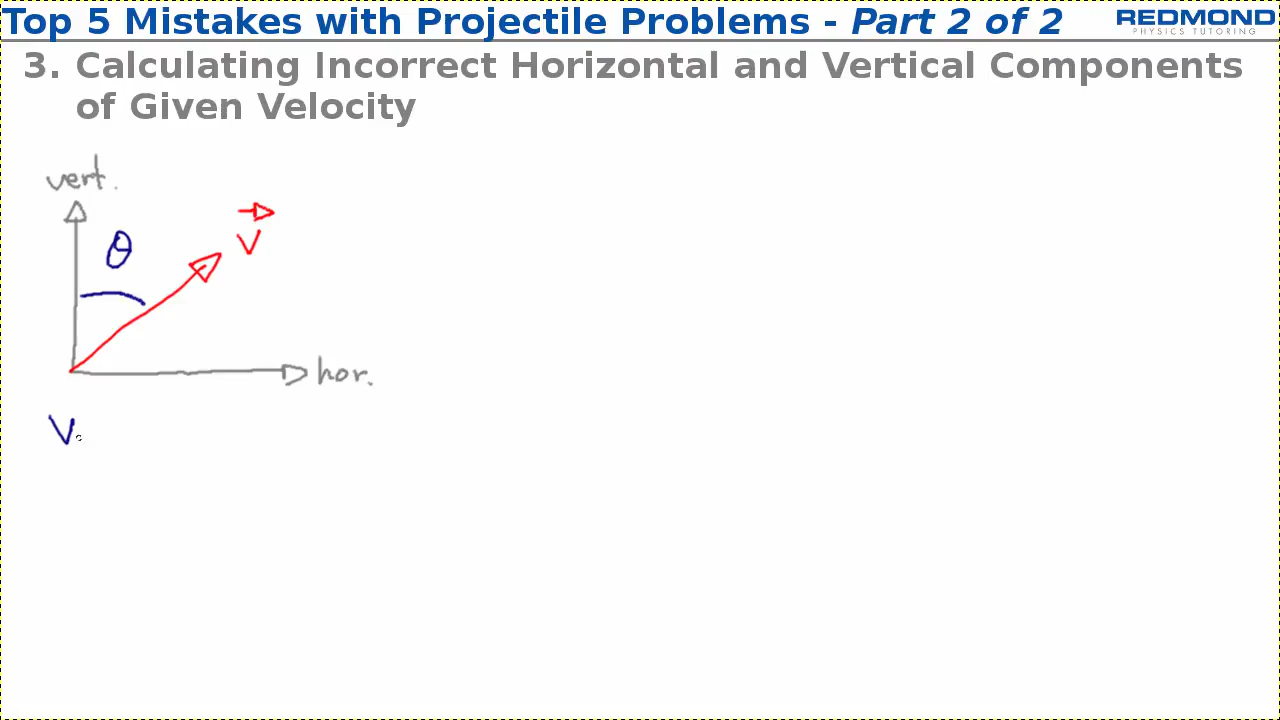 Top 5 Mistakes with Projectile Problems - Part 2 of 2
REDMOND
PHYSICS TUTORING
3. Calculating Incorrect Horizontal and Vertical Components
of Given Velocity
vert.
θ
v
hor.
V